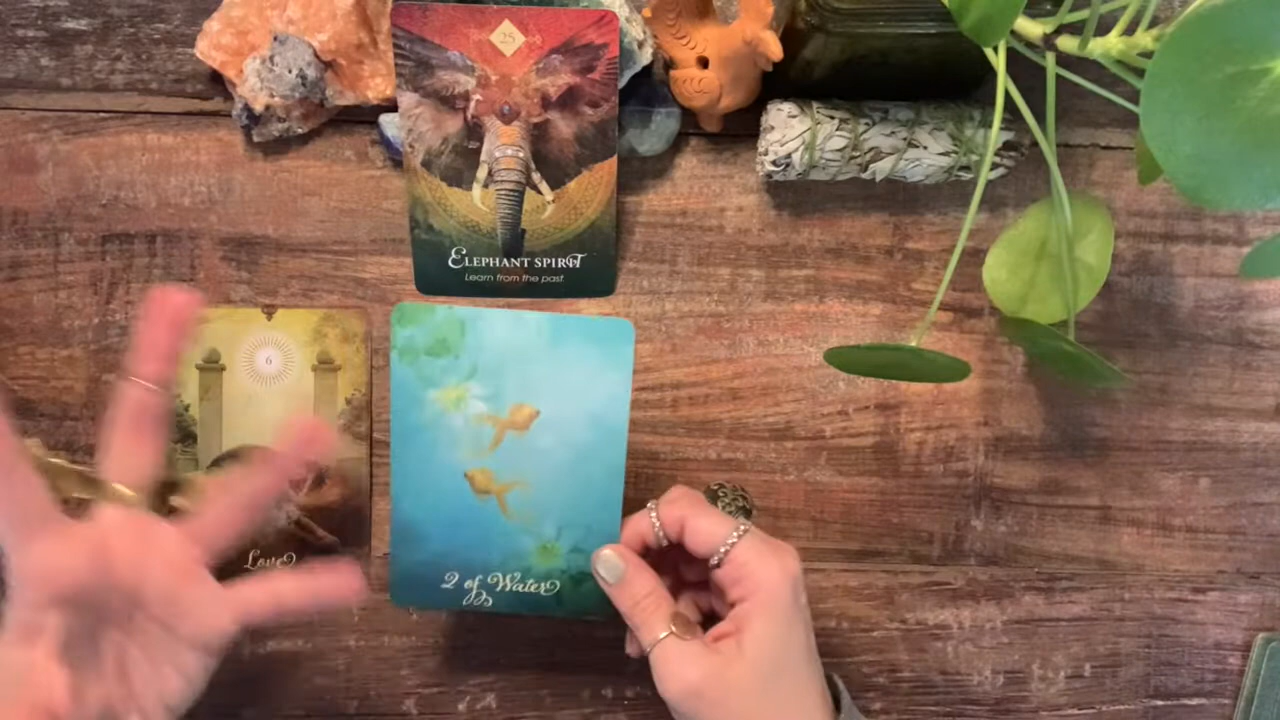 25
ELEPHANT SPIRIT
Learn from the past.
6
Love
2 of Water